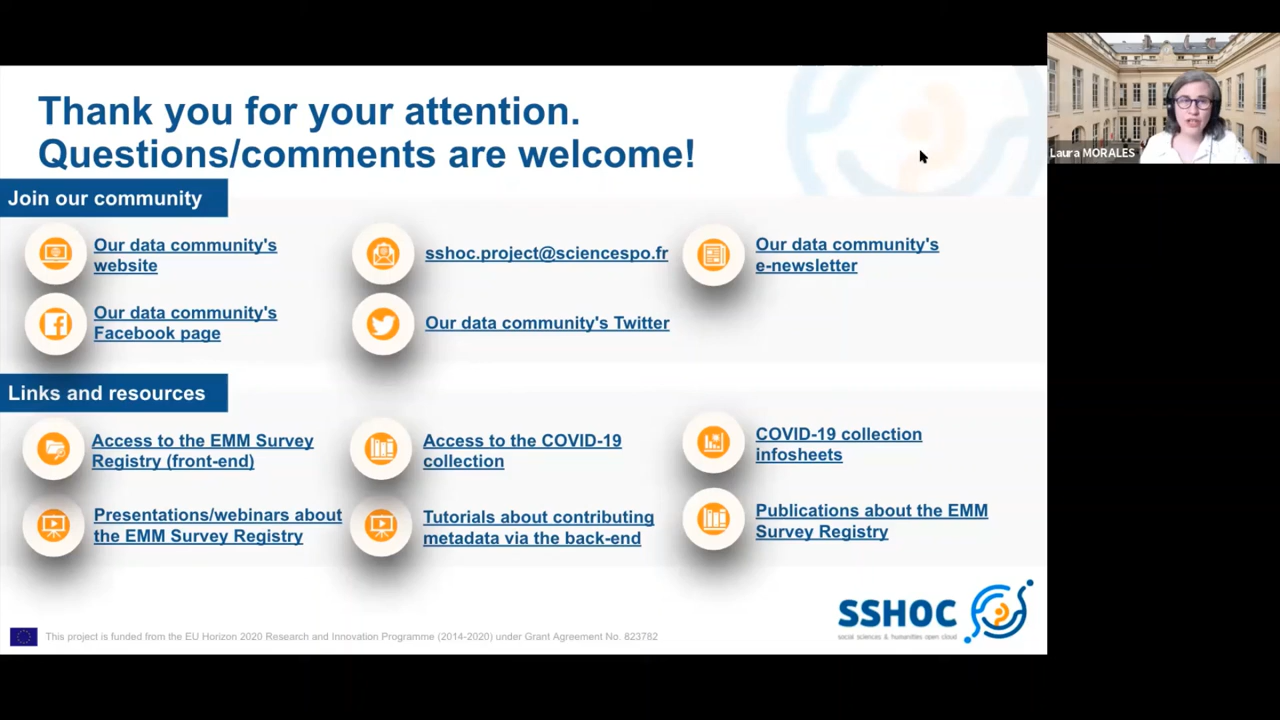 Thank you for your attention.
Questions/comments are welcome!
Laura MORALES
Join our community
Our data community's
website
sshoc.project@sciencespo.fr
Our data community's
e-newsletter
Our data community's
Facebook page
Our data community's Twitter
Links and resources
Access to the EMM Survey
Registry (front-end)
Access to the COVID-19
collection
COVID-19 collection
infosheets
Presentations/webinars about
the EMM Survey Registry
Tutorials about contributing
metadata via the back-end
Publications about the EMM
Survey Registry
SSHOC
social sciences & humanities open cloud
This project is funded from the EU Horizon 2020 Research and Innovation Programme (2014-2020) under Grant Agreement No. 823782